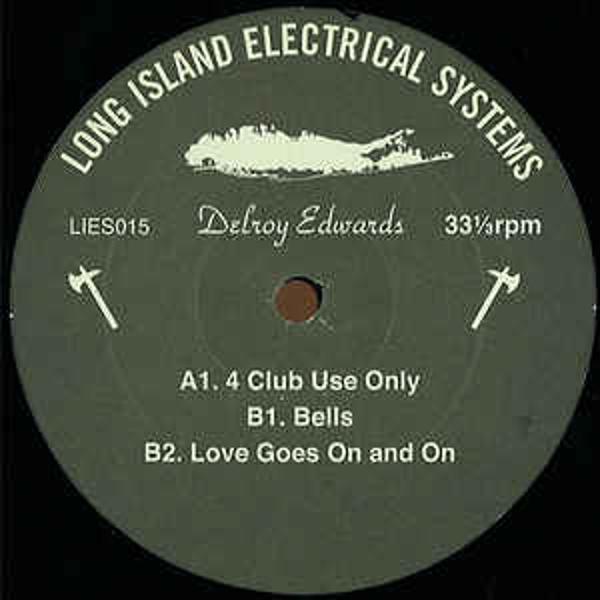 LONG ISLAND ELECTRICAL SYSTEMS
LIES015
Delroy Edwards
33⅓rpm
A1. 4 Club Use Only
B1. Bells
B2. Love Goes On and On